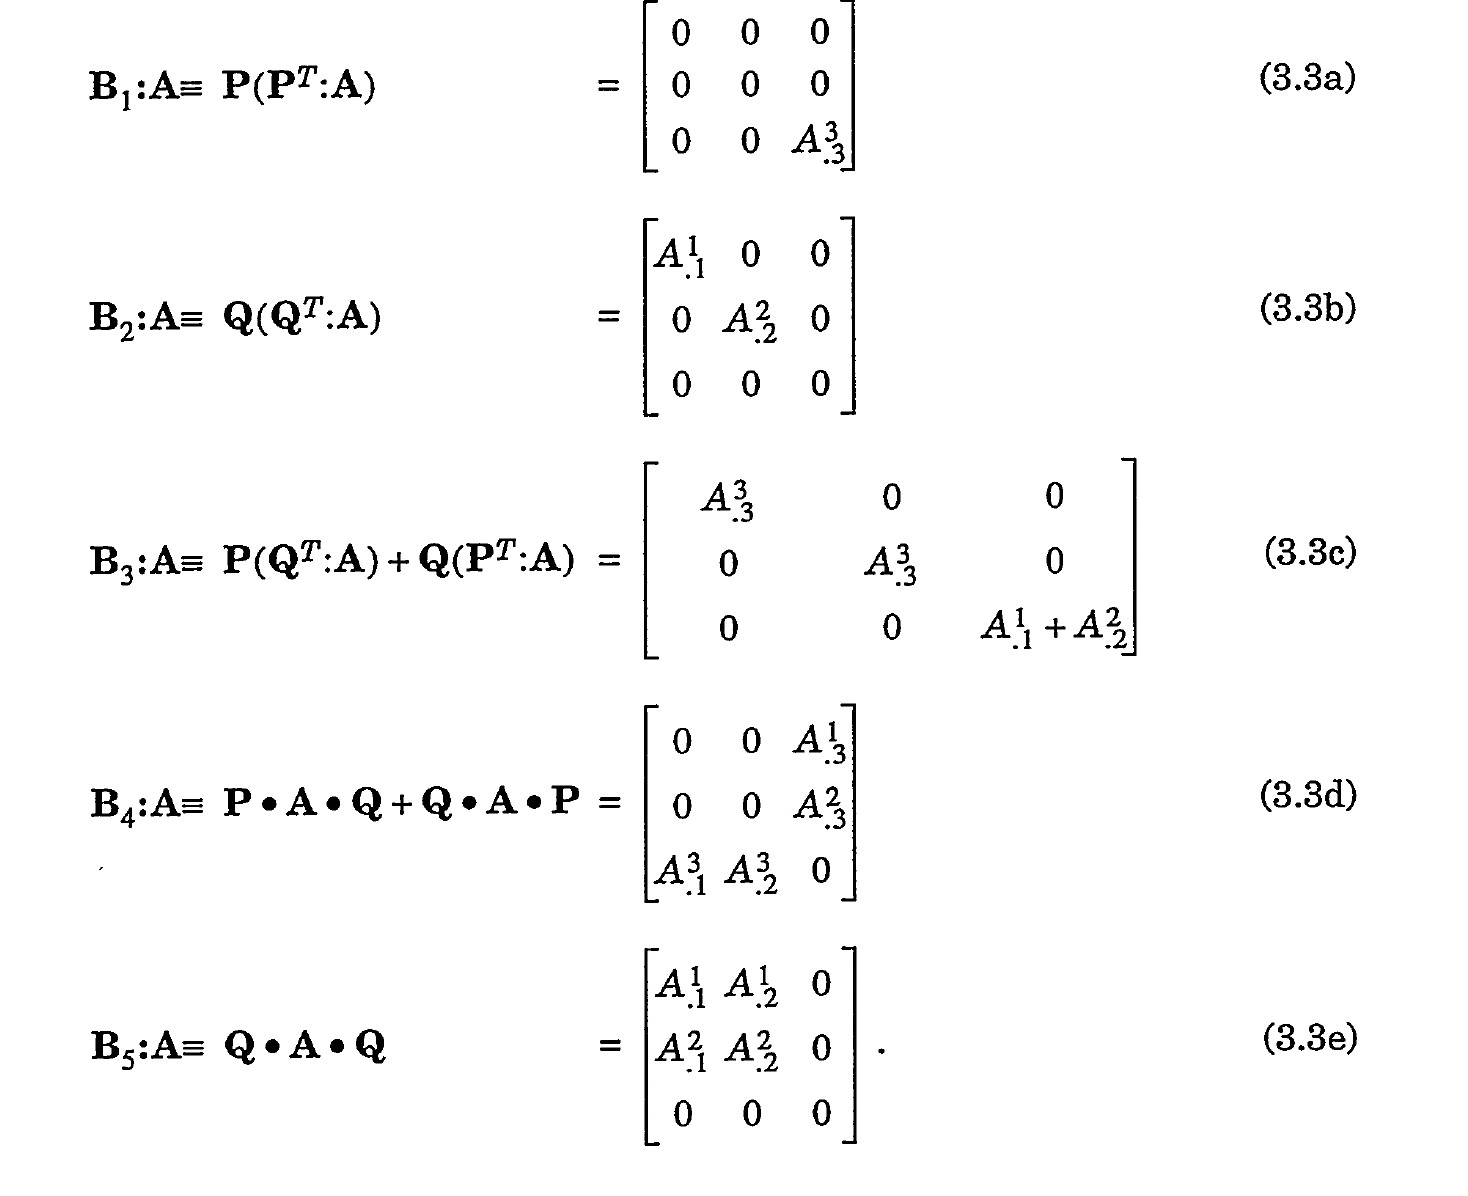 0 0 0
B₁:A≡ P(Pᵀ:A) = 0 0 0 (3.3a)
0 0 A³.₃
A¹.₁ 0 0
B₂:A≡ Q(Qᵀ:A) = 0 A².₂ 0 (3.3b)
0 0 0
A³.₃ 0 0
B₃:A≡ P(Qᵀ:A) + Q(Pᵀ:A) = 0 A³.₃ 0 (3.3c)
0 0 A¹.₁ + A².₂
0 0 A¹.₃
B₄:A≡ P • A • Q + Q • A • P = 0 0 A².₃ (3.3d)
A³.₁ A³.₂ 0
A¹.₁ A¹.₂ 0
B₅:A≡ Q • A • Q = A².₁ A².₂ 0 . (3.3e)
0 0 0